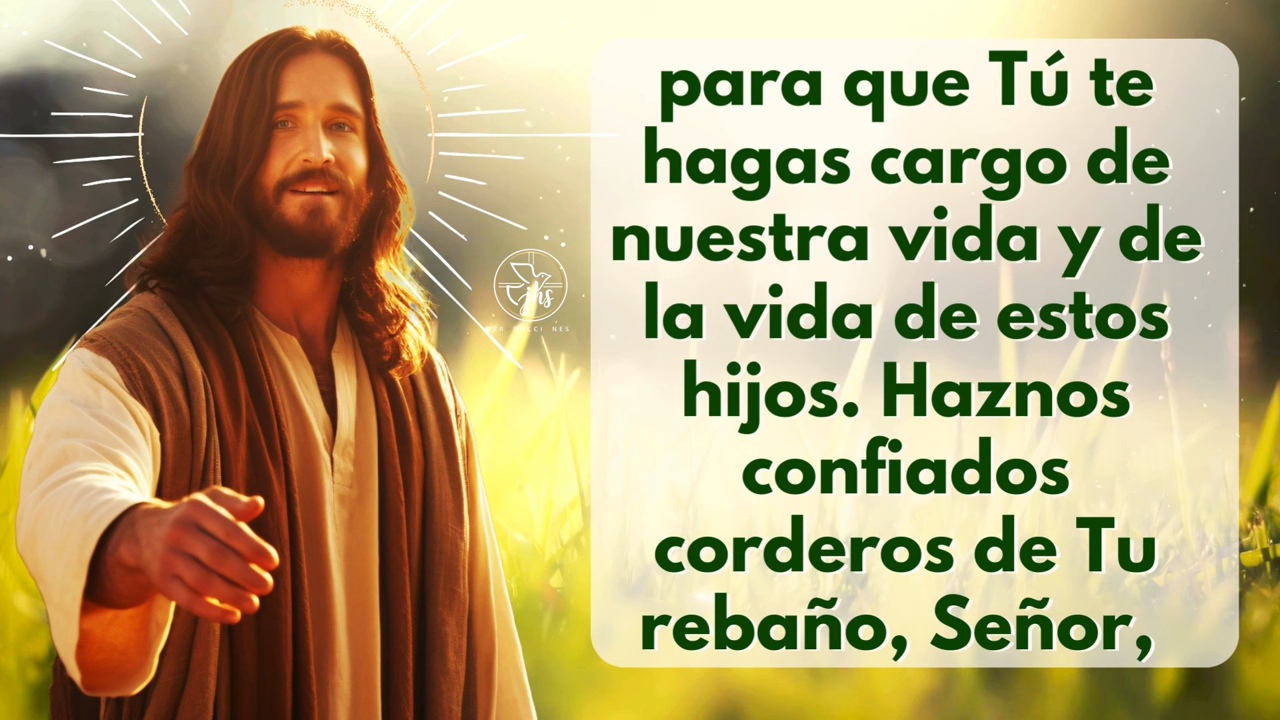 para que Tú te
hagas cargo de
nuestra vida y de
la vida de estos
hijos. Haznos
confiados
corderos de Tu
rebaño, Señor,
jhs